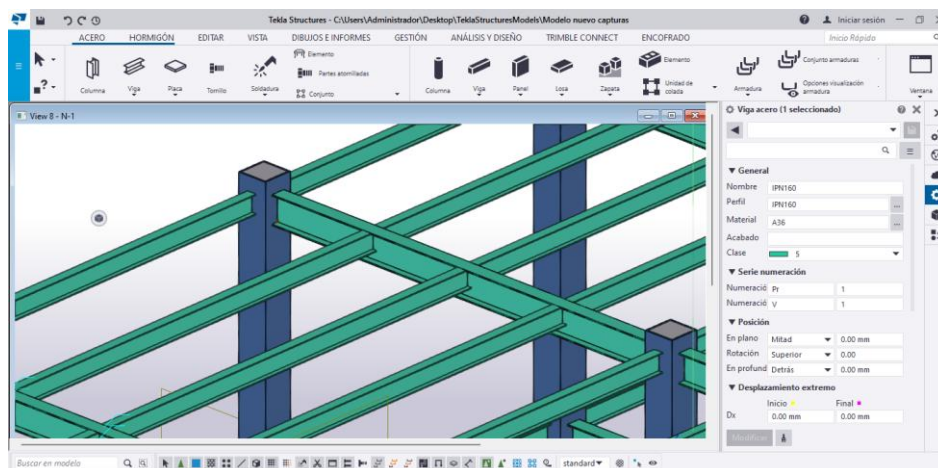 Tekla Structures - C:\Users\Administrador\Desktop\TeklaStructuresModels\Modelo nuevo capturas
Iniciar sesión
ACERO HORMIGÓN EDITAR VISTA DIBUJOS E INFORMES GESTIÓN ANÁLISIS Y DISEÑO TRIMBLE CONNECT ENCOFRADO Inicio Rápido
Columna Viga Placa Tornillo Soldadura
Elemento
Partes atornilladas
Conjunto
Columna Viga Panel Losa Zapata
Elemento
Unidad de colada
Armadura
Conjunto armaduras
Opciones visualización armadura
Ventana
View 8 - N-1
Viga acero (1 seleccionado)
General
Nombre IPN160
Perfil IPN160 ...
Material A36 ...
Acabado
Clase 5
Serie numeración
Numeració Pr 1
Numeració V 1
Posición
En plano Mitad 0.00 mm
Rotación Superior 0.00
En profund Detrás 0.00 mm
Desplazamiento extremo
Inicio Final
Dx 0.00 mm 0.00 mm
Modificar
Buscar en modelo standard